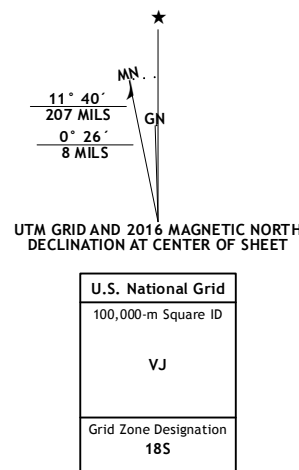 ★
MN
GN
11° 40´
207 MILS
0° 26´
8 MILS
UTM GRID AND 2016 MAGNETIC NORTH
DECLINATION AT CENTER OF SHEET
U.S. National Grid
100,000-m Square ID
VJ
Grid Zone Designation
18S